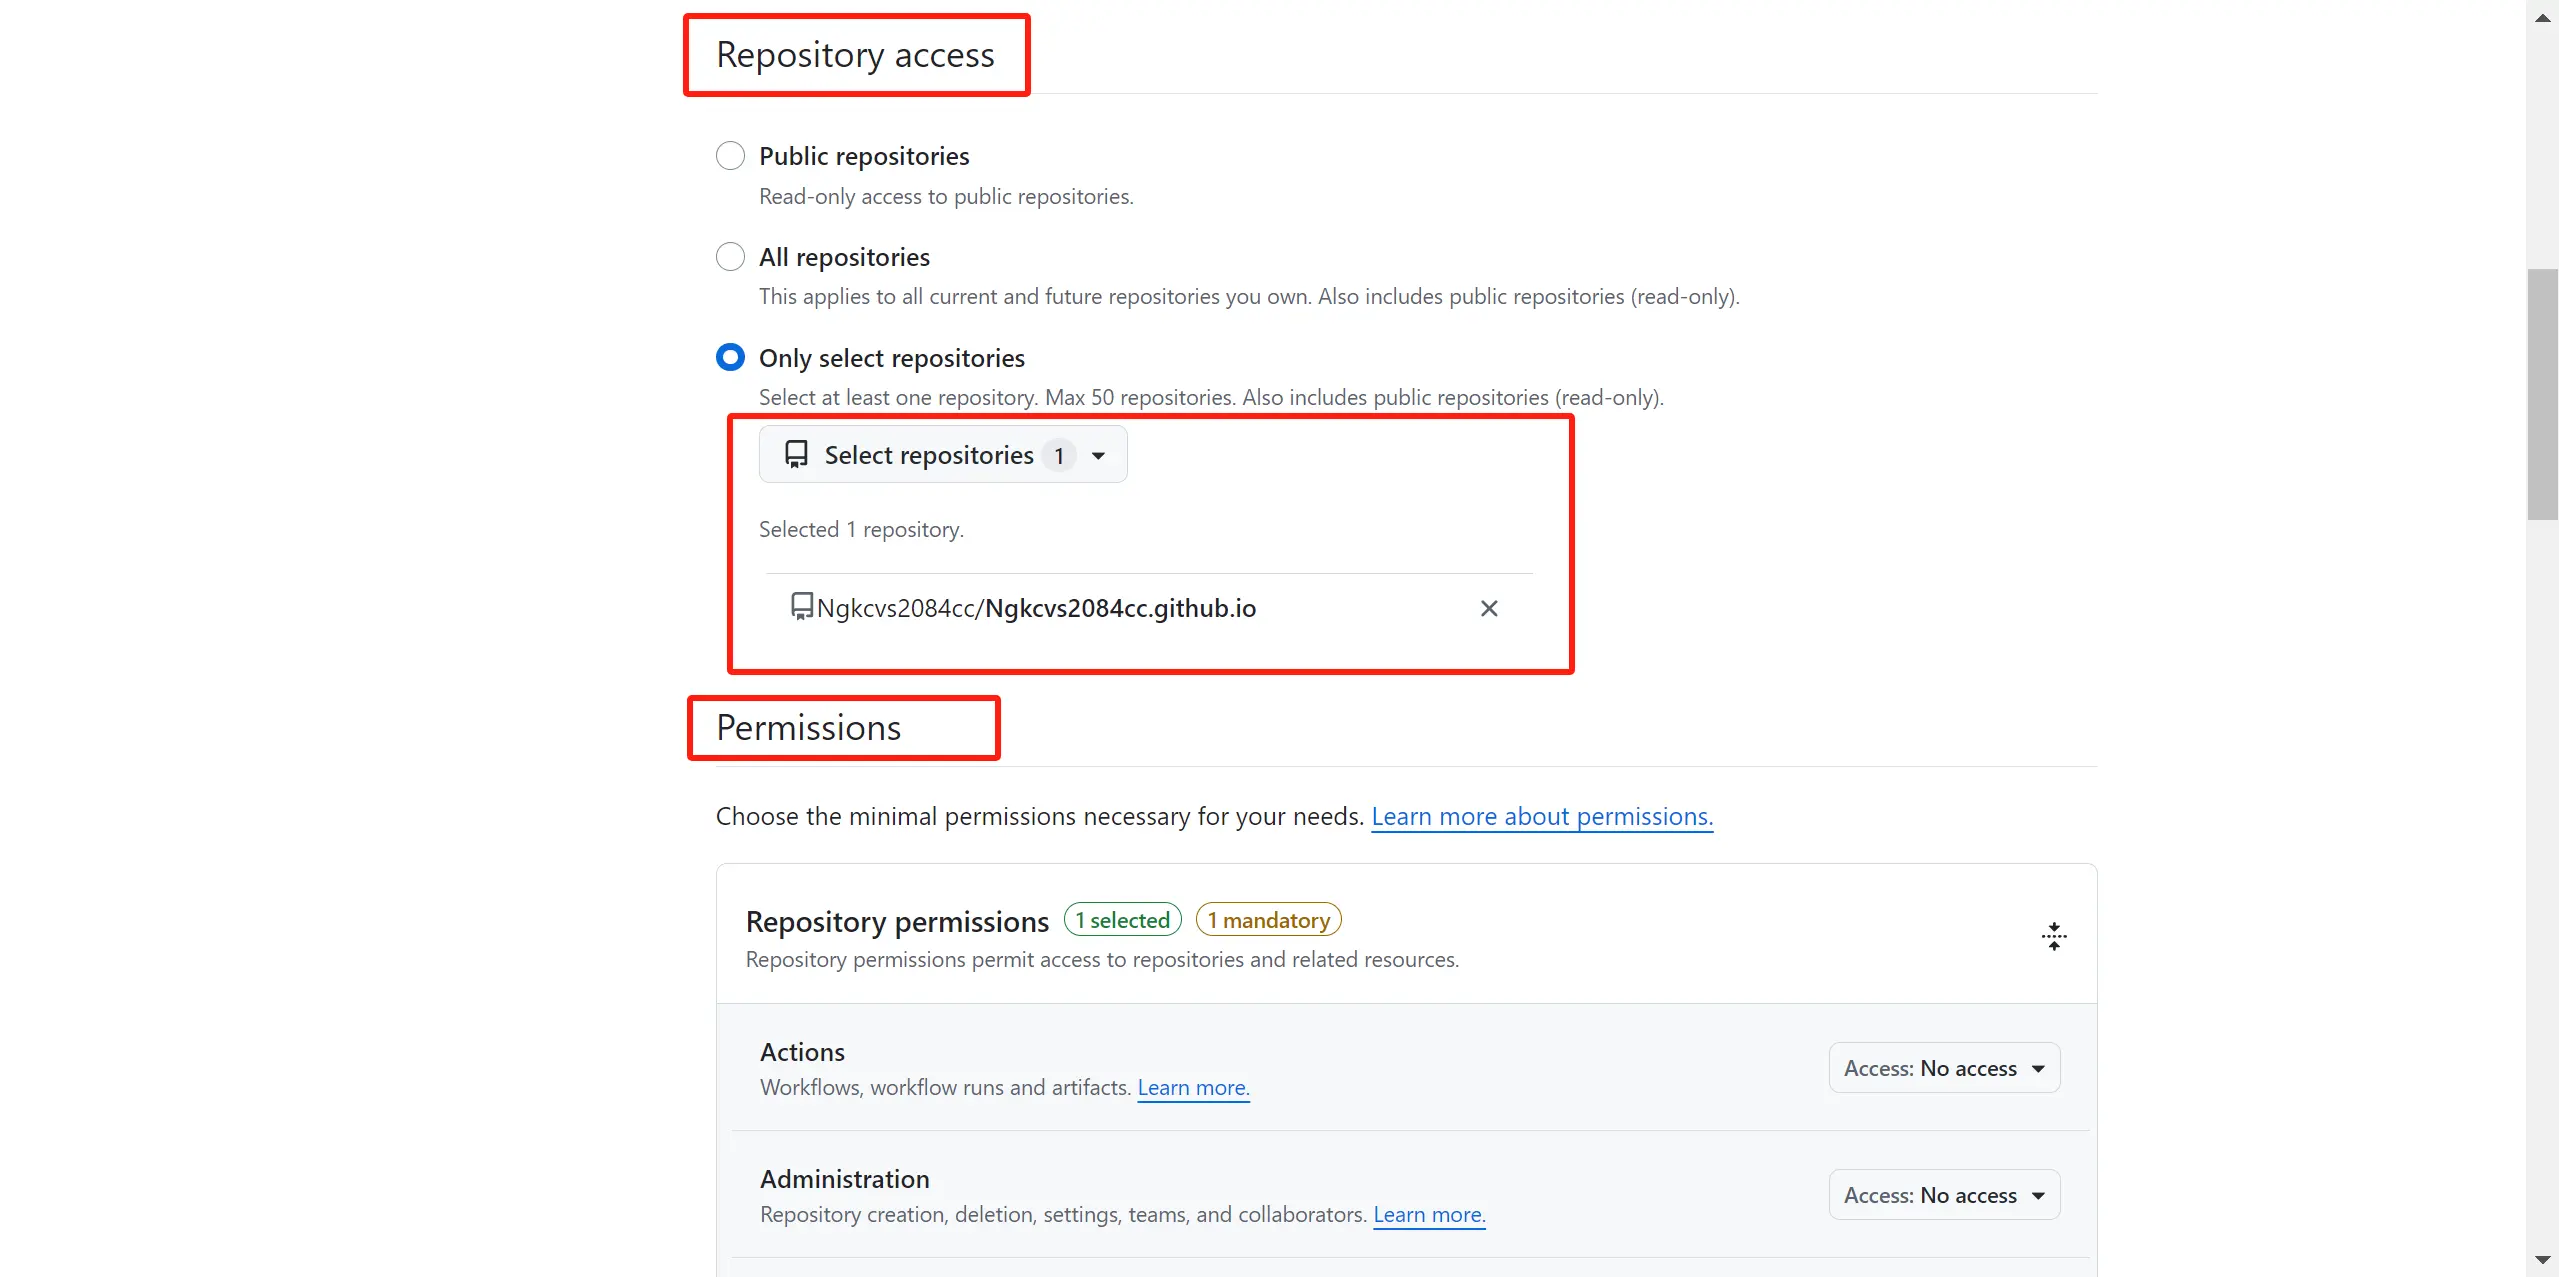 Repository access
Public repositories
Read-only access to public repositories.
All repositories
This applies to all current and future repositories you own. Also includes public repositories (read-only).
Only select repositories
Select at least one repository. Max 50 repositories. Also includes public repositories (read-only).
Select repositories 1
Selected 1 repository.
Ngkcvs2084cc/Ngkcvs2084cc.github.io
Permissions
Choose the minimal permissions necessary for your needs. Learn more about permissions.
Repository permissions 1 selected 1 mandatory
Repository permissions permit access to repositories and related resources.
Actions
Workflows, workflow runs and artifacts. Learn more.
Access: No access
Administration
Repository creation, deletion, settings, teams, and collaborators. Learn more.
Access: No access